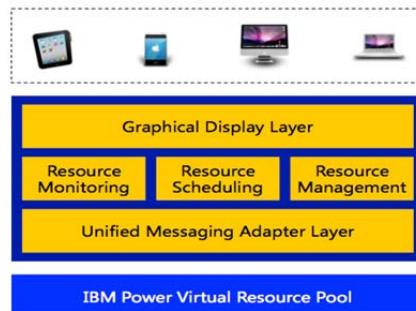 Graphical Display Layer
Resource
Monitoring
Resource
Scheduling
Resource
Management
Unified Messaging Adapter Layer
IBM Power Virtual Resource Pool